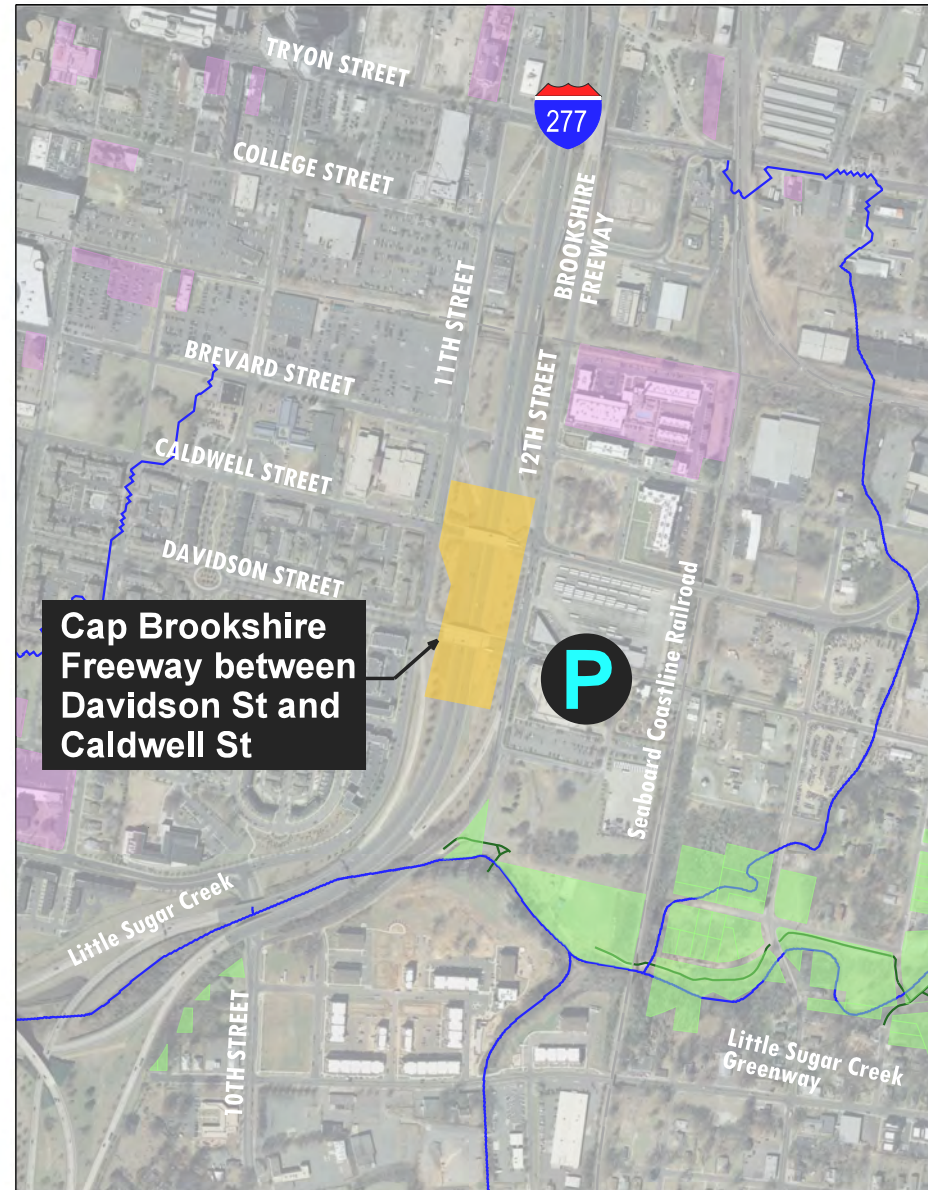 TRYON STREET
277
COLLEGE STREET
BROOKSHIRE
FREEWAY
11TH STREET
BREVARD STREET
12TH STREET
CALDWELL STREET
DAVIDSON STREET
Cap Brookshire
Freeway between
Davidson St and
Caldwell St
P
Seaboard Coastline Railroad
Little Sugar Creek
10TH STREET
Little Sugar Creek
Greenway